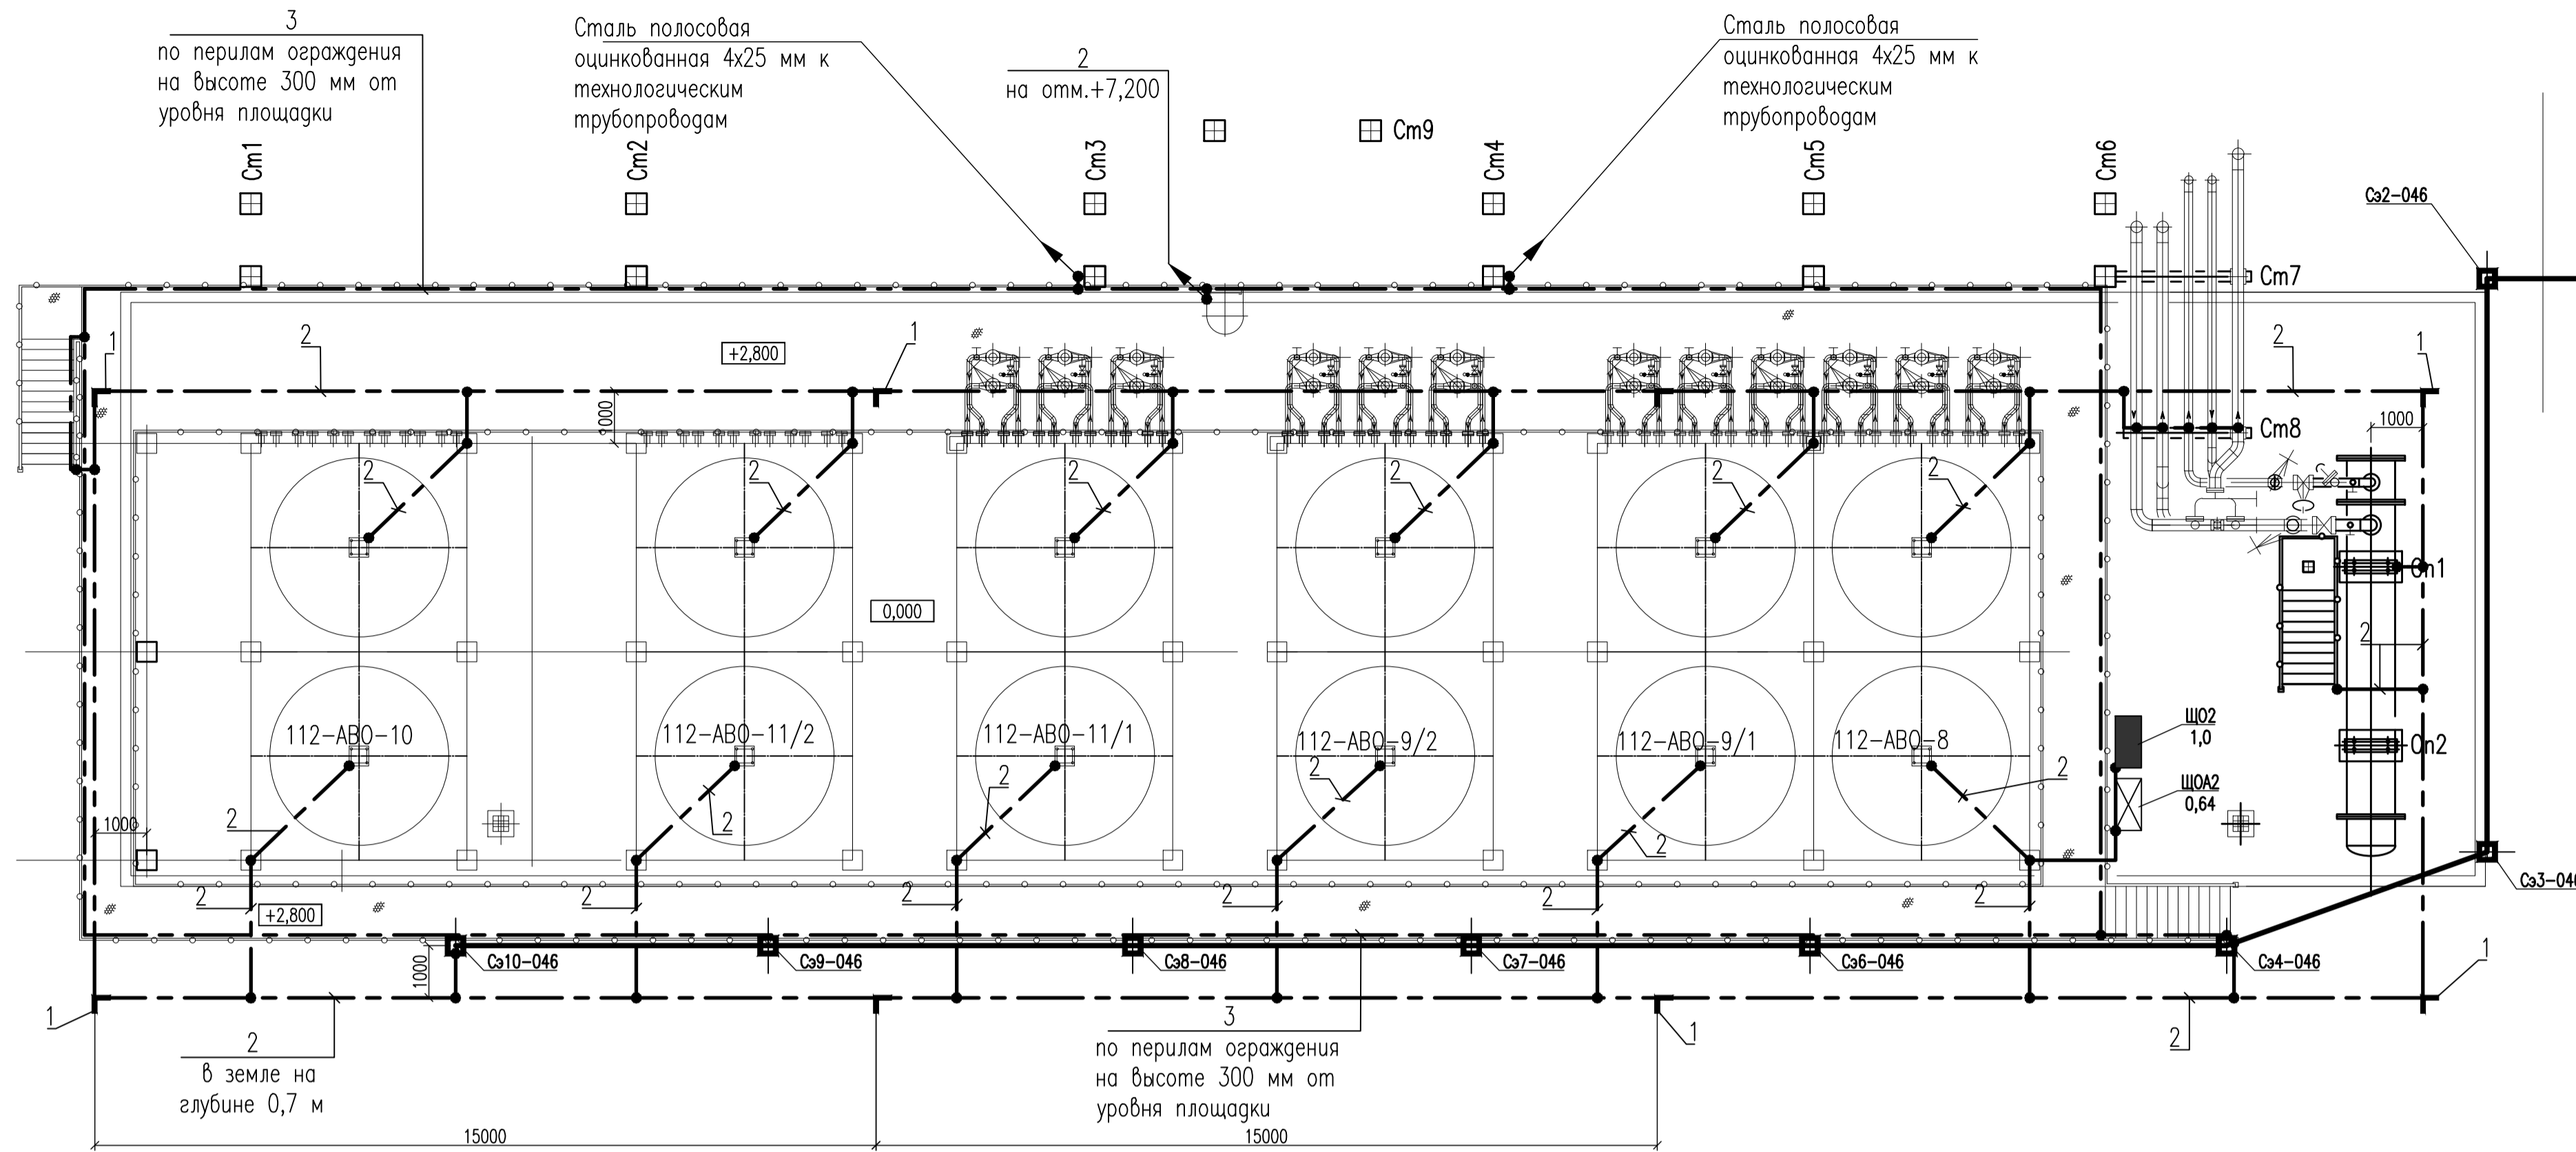 3
по перилам ограждения
на высоте 300 мм от
уровня площадки
Сталь полосовая
оцинкованная 4х25 мм к
технологическим
трубопроводам
2
на отм.+7,200
Сталь полосовая
оцинкованная 4х25 мм к
технологическим
трубопроводам
Ст1
Ст2
Ст3
Ст9
Ст4
Ст5
Ст6
Сэ2-046
Ст7
1
2
+2,800
1
2
1
1000
Ст8
1000
2
2
2
2
2
2
Оп1
0,000
2
112-АВО-10
112-АВО-11/2
112-АВО-11/1
112-АВО-9/2
112-АВО-9/1
112-АВО-8
ЩО2
1,0
Оп2
2
2
ЩОА2
0,64
1000
2
2
2
Сэ3-046
2
2
2
2
2
2
+2,800
1000
Сэ10-046
Сэ9-046
Сэ8-046
Сэ7-046
Сэ6-046
Сэ4-046
1
1
2
в земле на
глубине 0,7 м
3
по перилам ограждения
на высоте 300 мм от
уровня площадки
1
2
15000
15000